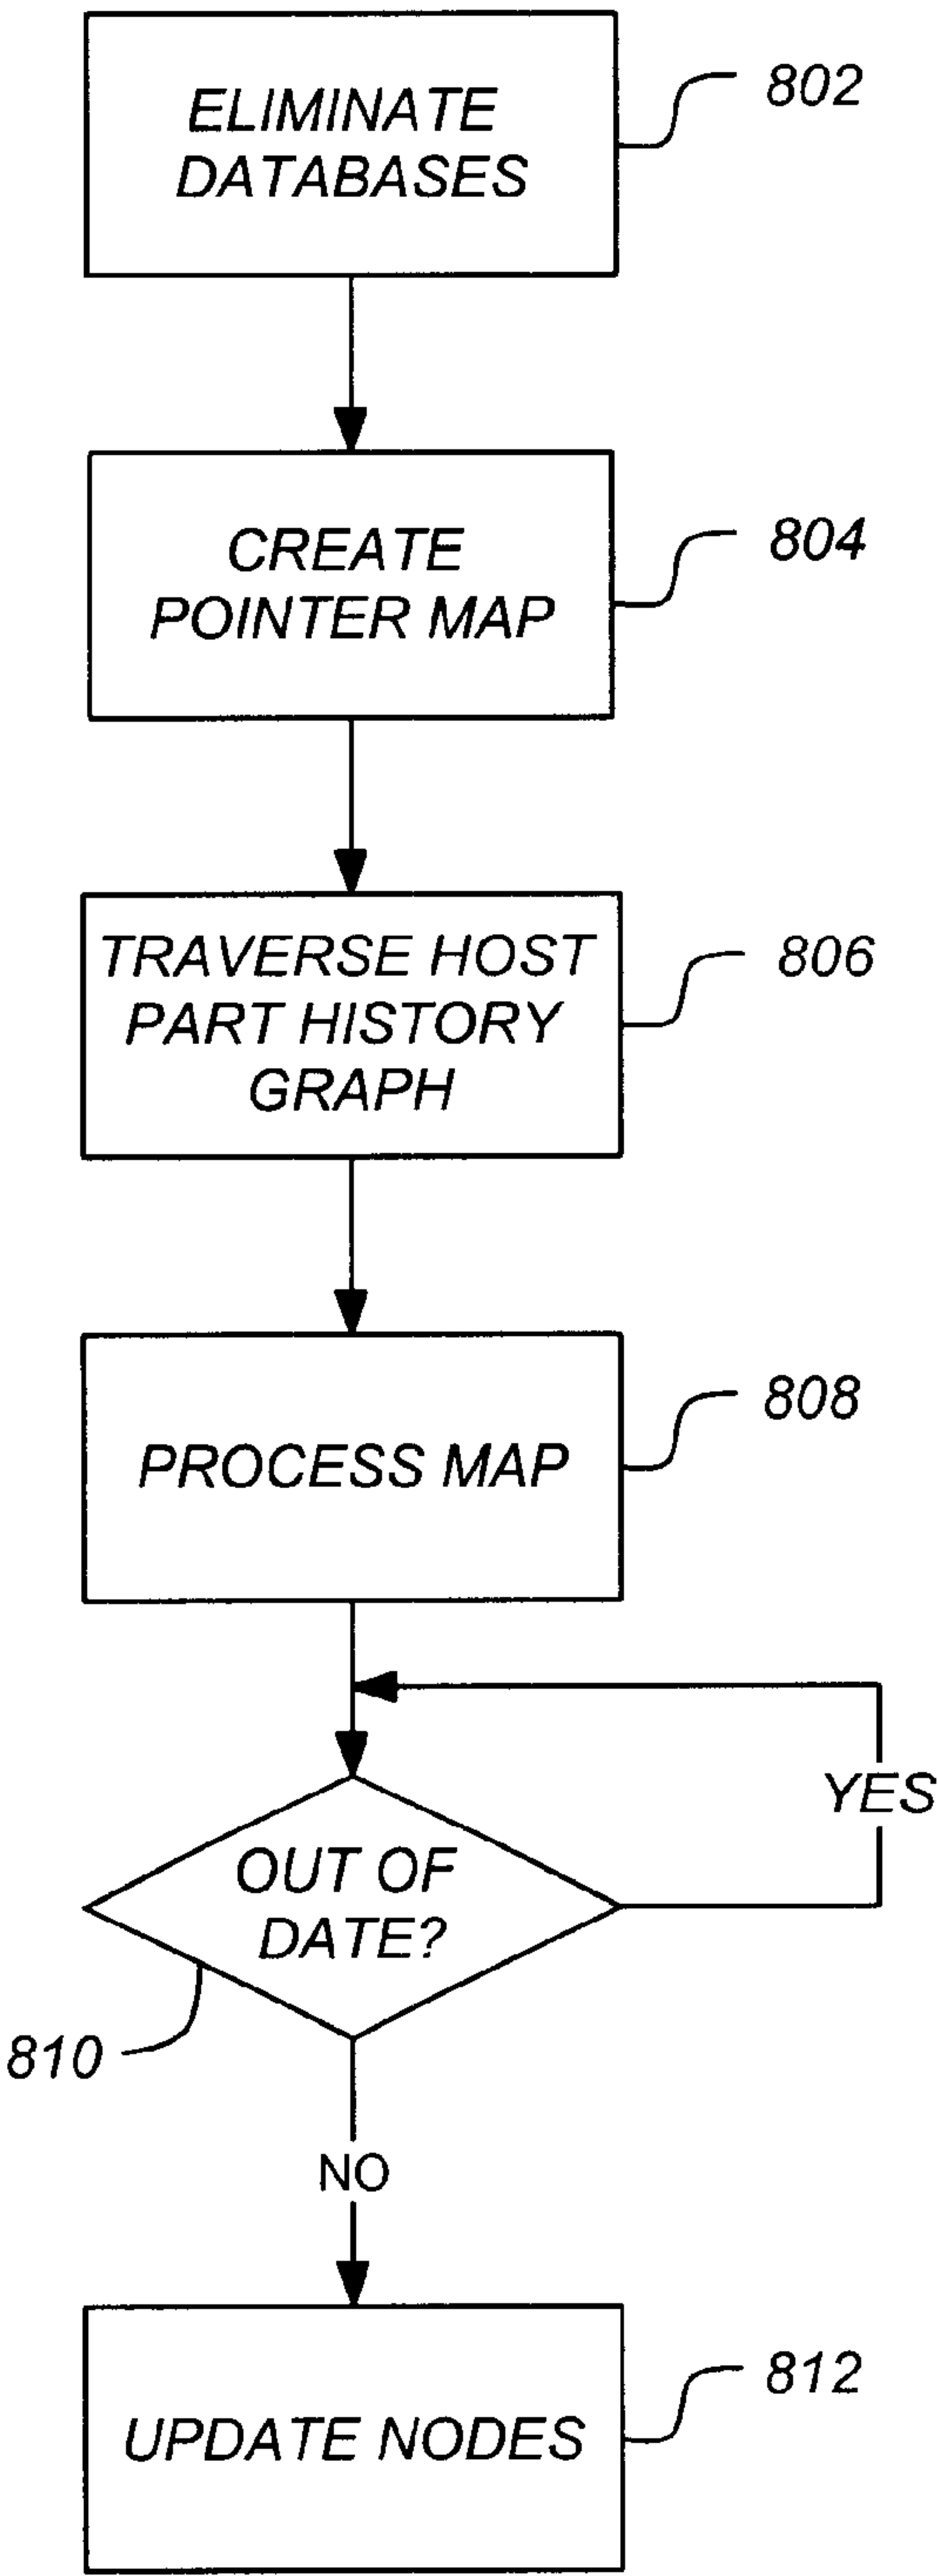 ELIMINATE
DATABASES
802
CREATE
POINTER MAP
804
TRAVERSE HOST
PART HISTORY
GRAPH
806
PROCESS MAP
808
YES
OUT OF
DATE?
810
NO
UPDATE NODES
812